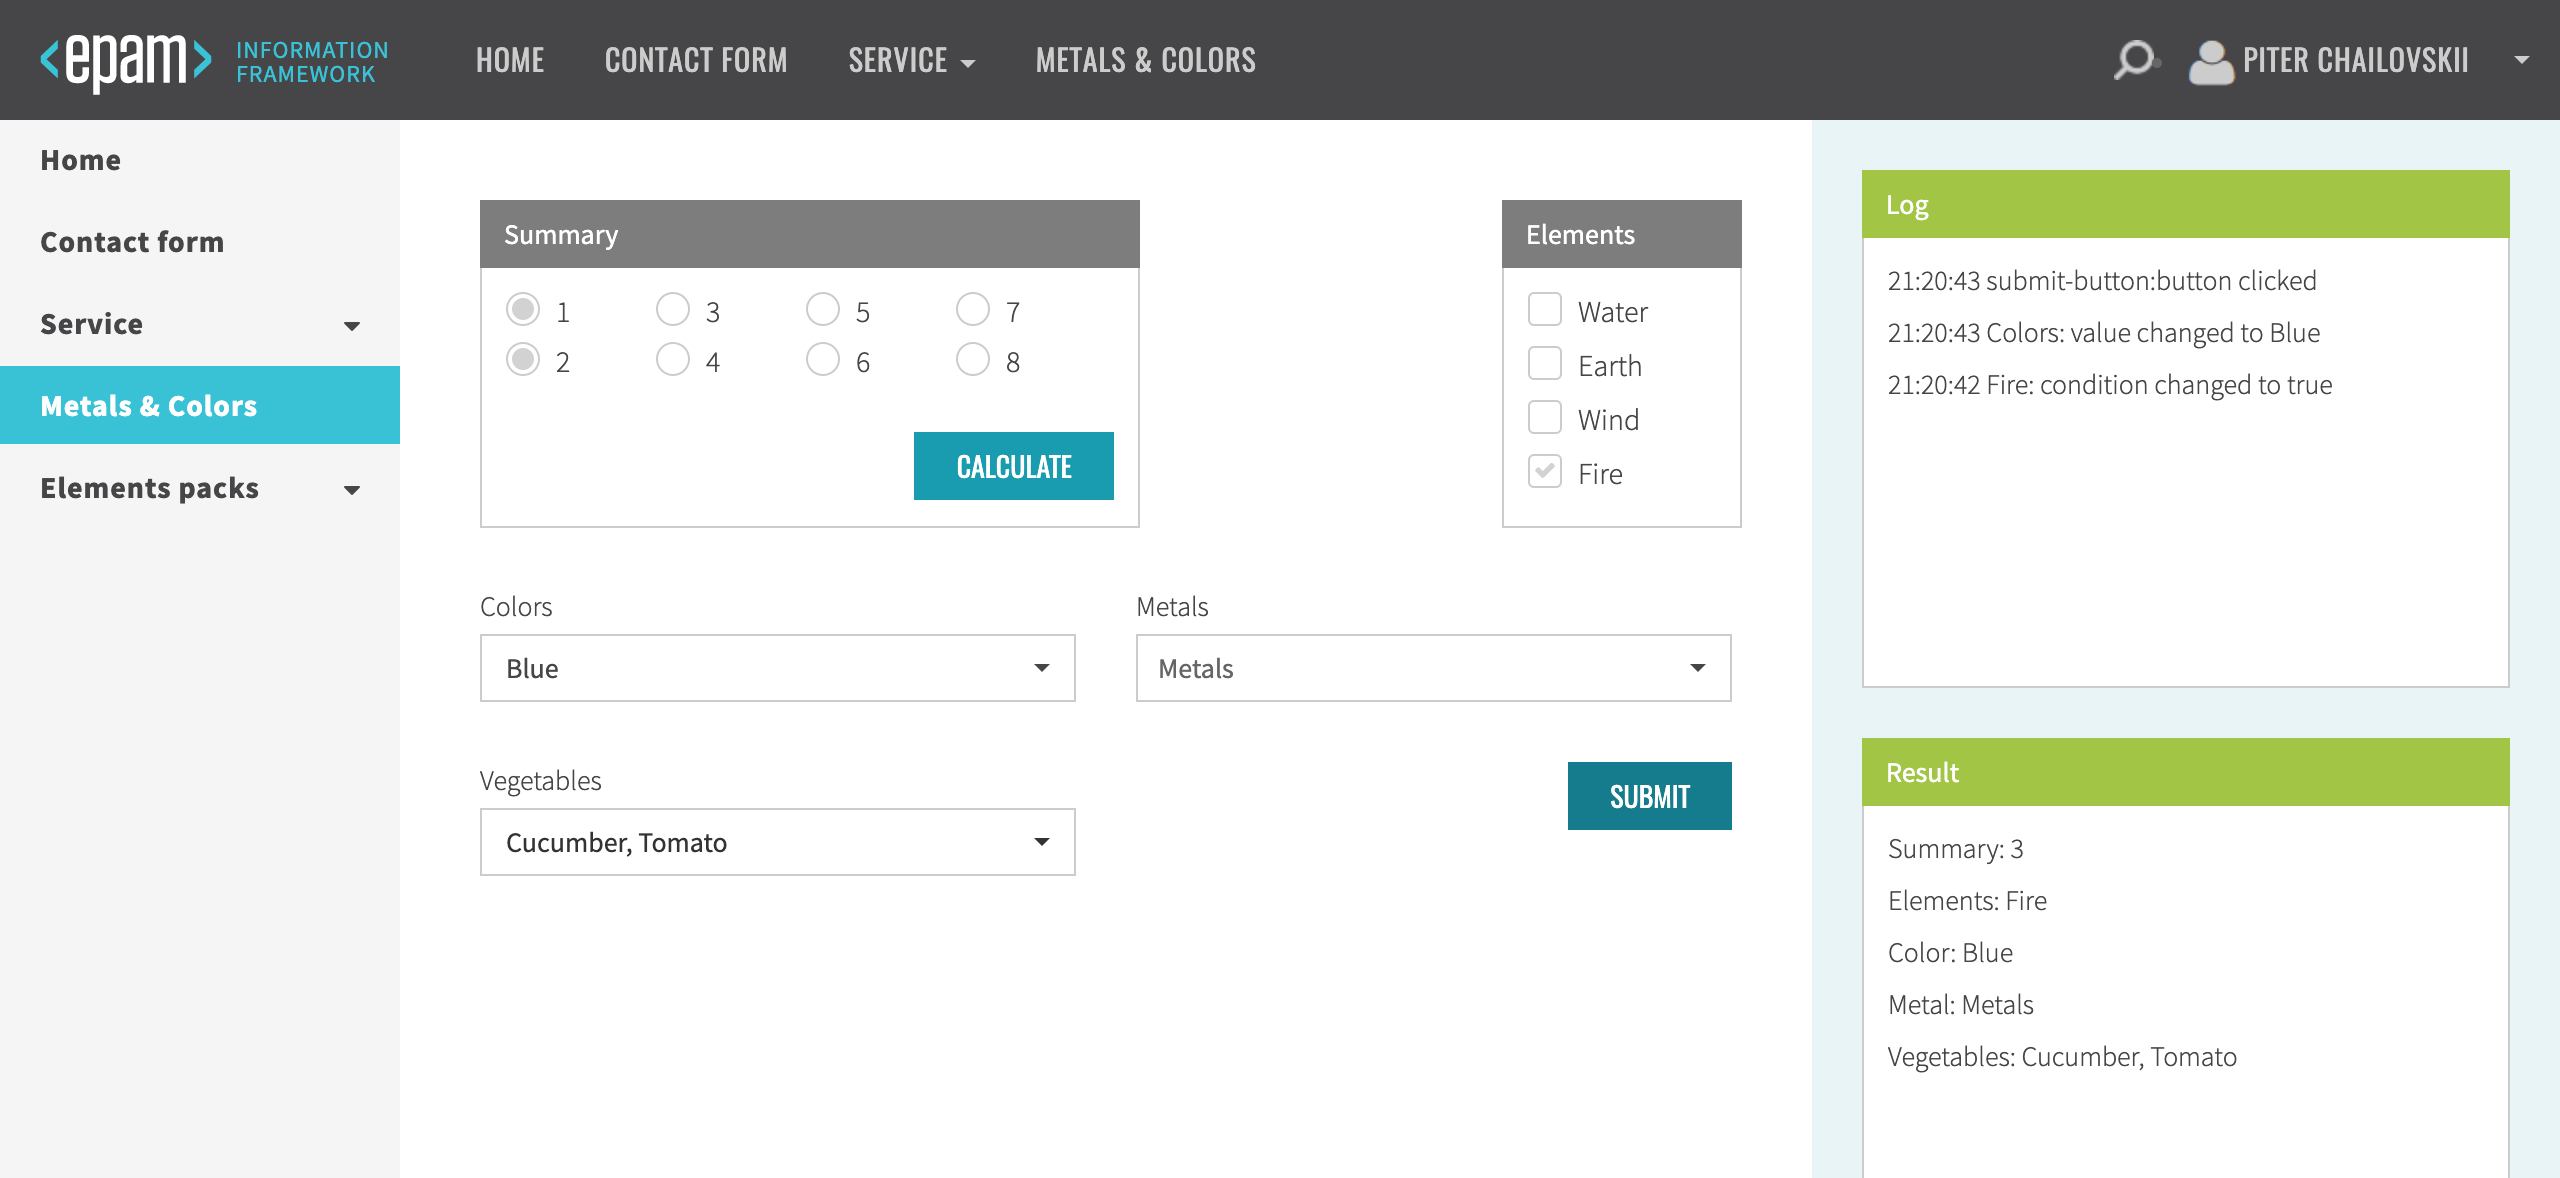 <epam> INFORMATION
FRAMEWORK
HOME CONTACT FORM SERVICE METALS & COLORS PITER CHAILOVSKII
Home
Contact form
Service
Metals & Colors
Elements packs
Summary
1 3 5 7
2 4 6 8
CALCULATE
Elements
Water
Earth
Wind
Fire
Colors
Blue
Metals
Metals
Vegetables
Cucumber, Tomato
SUBMIT
Log
21:20:43 submit-button:button clicked
21:20:43 Colors: value changed to Blue
21:20:42 Fire: condition changed to true
Result
Summary: 3
Elements: Fire
Color: Blue
Metal: Metals
Vegetables: Cucumber, Tomato